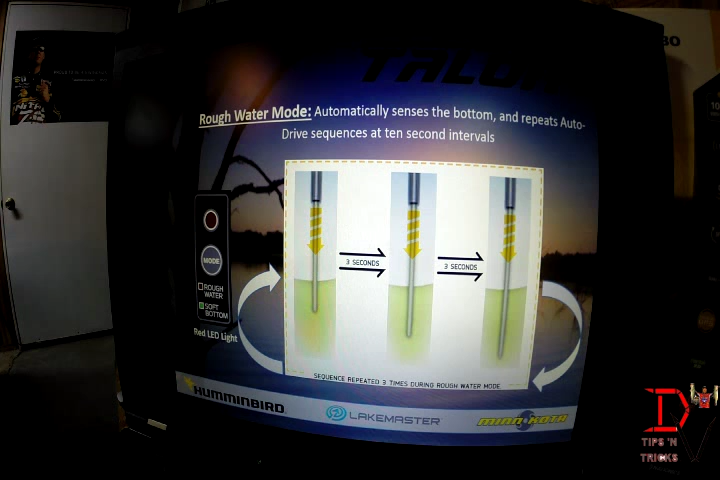 TALON
Rough Water Mode: Automatically senses the bottom, and repeats Auto-
Drive sequences at ten second intervals
MODE
ROUGH
WATER
SOFT
BOTTOM
Red LED Light
3 SECONDS
3 SECONDS
SEQUENCE REPEATED 3 TIMES DURING ROUGH WATER MODE.
HUMMINBIRD
LAKEMASTER
MINN KOTA
D
TIPS 'N
TRICKS